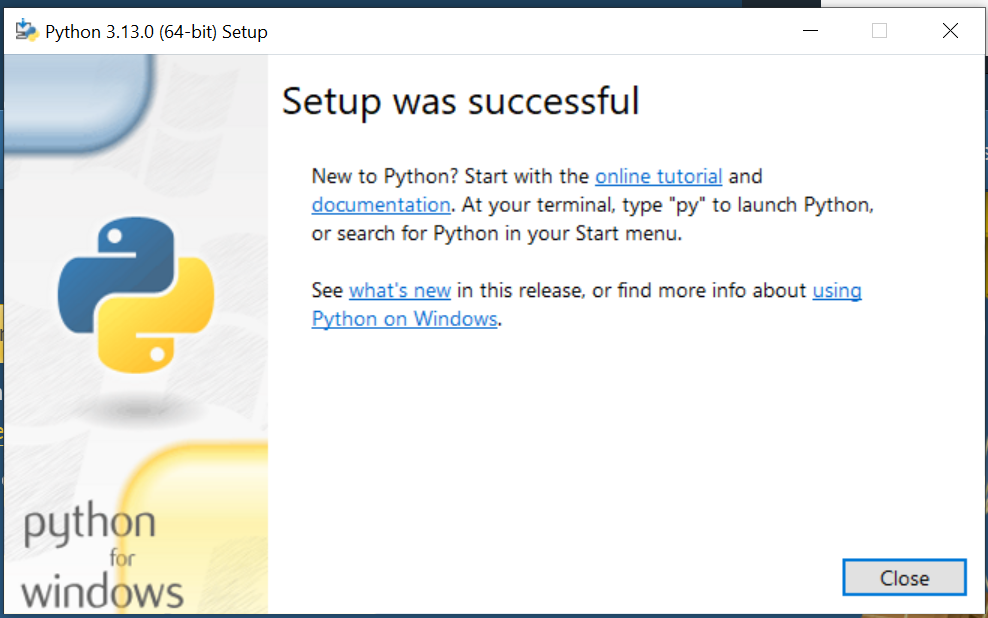 Python 3.13.0 (64-bit) Setup
Setup was successful
New to Python? Start with the online tutorial and
documentation. At your terminal, type "py" to launch Python,
or search for Python in your Start menu.
See what's new in this release, or find more info about using
Python on Windows.
python
for
windows
Close